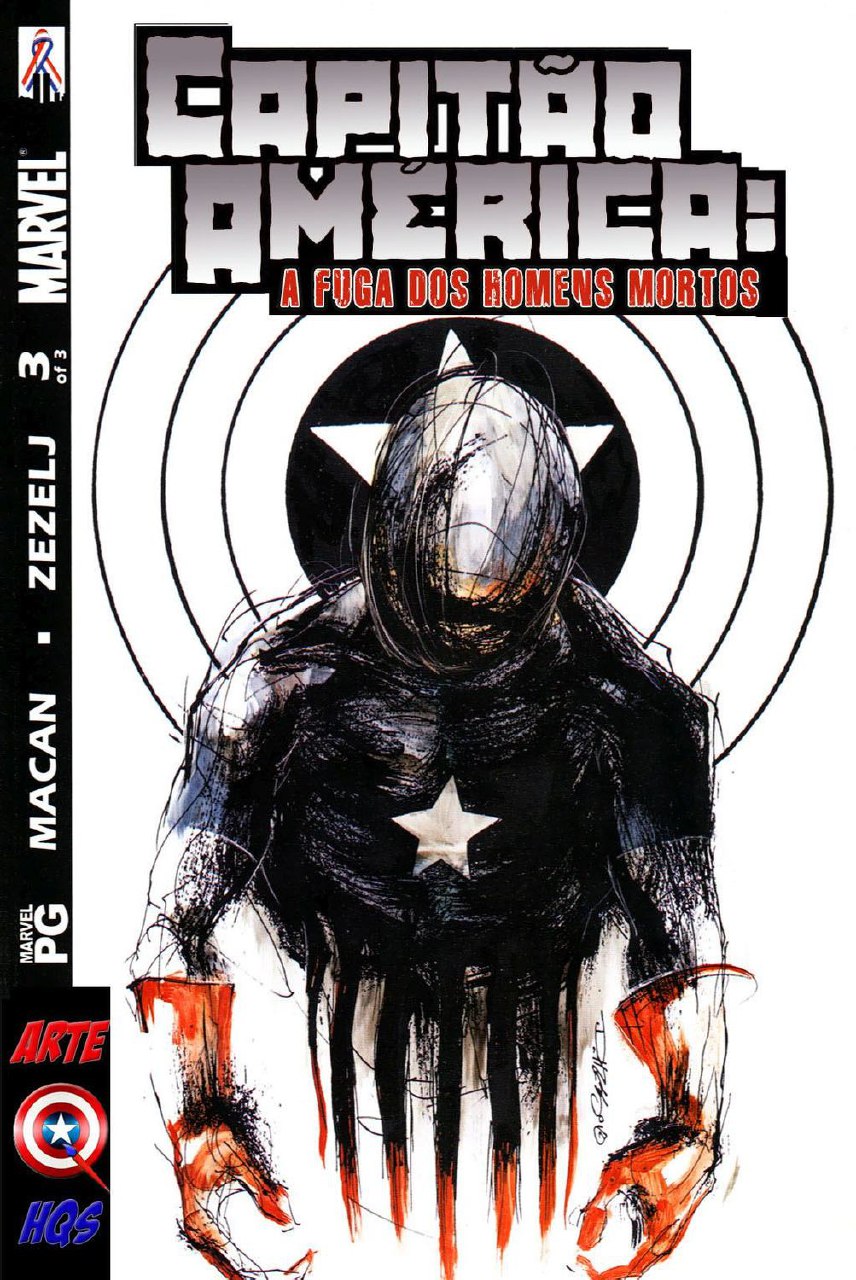 CAPITÃO
AMÉRICA:
A FUGA DOS HOMENS MORTOS
MARVEL®
3
of 3
MACAN · ZEZELJ
MARVEL
PG
ARTE
HQS